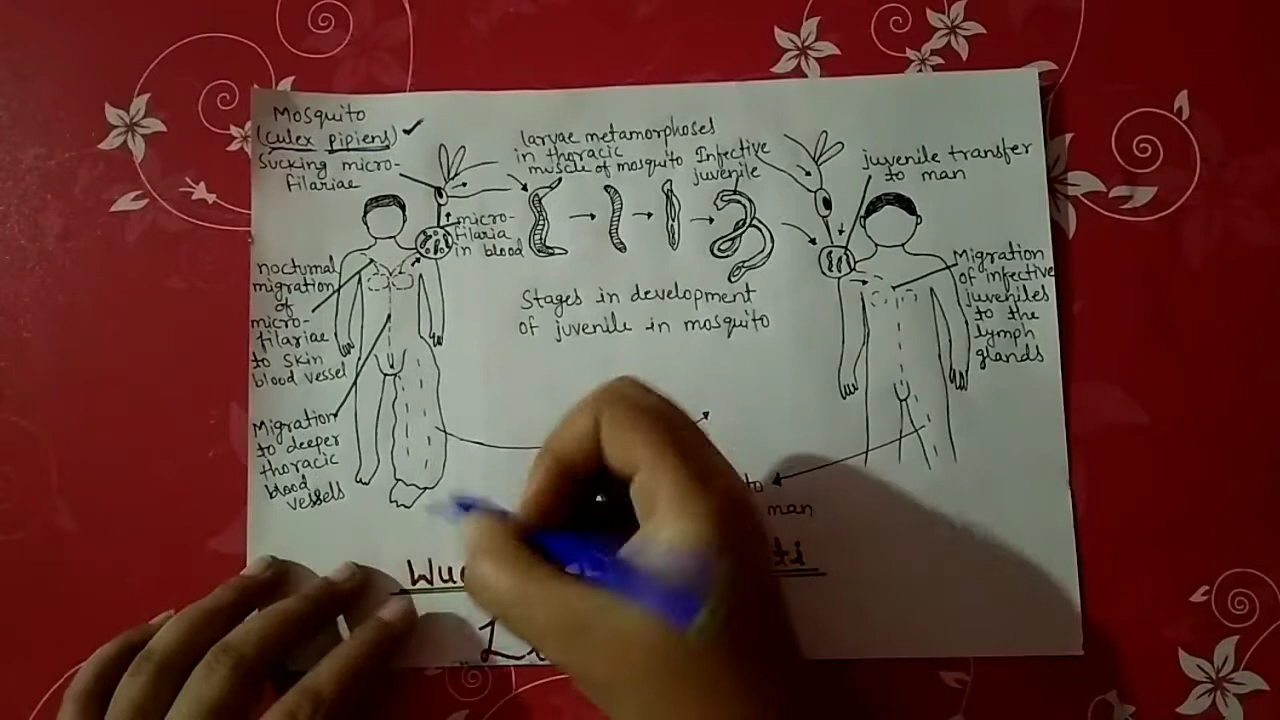 Mosquito
(culex pipiens)
Sucking micro-
filariae
larvae metamorphoses
in thoracic
muscle of mosquito
Infective
juvenile
juvenile transfer
to man
micro-
filaria
in blood
nocturnal
migration
of
micro-
filariae
to skin
blood vessel
Stages in development
of juvenile in mosquito
Migration
of infective
juveniles
to the
lymph
glands
Migration
to deeper
thoracic
blood
vessels
to
man